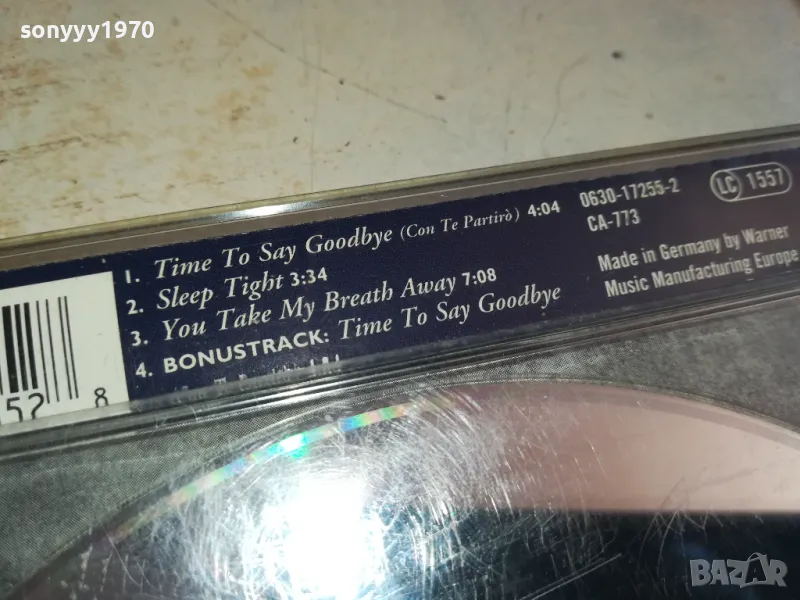 sonyyy1970
1. Time To Say Goodbye (Con Te Partirò) 4:04
2. Sleep Tight 3:34
3. You Take My Breath Away 7:08
4. BONUSTRACK: Time To Say Goodbye
0630-17255-2
CA-773
LC 1557
Made in Germany by Warner
Music Manufacturing Europe
52 8
BAZAR